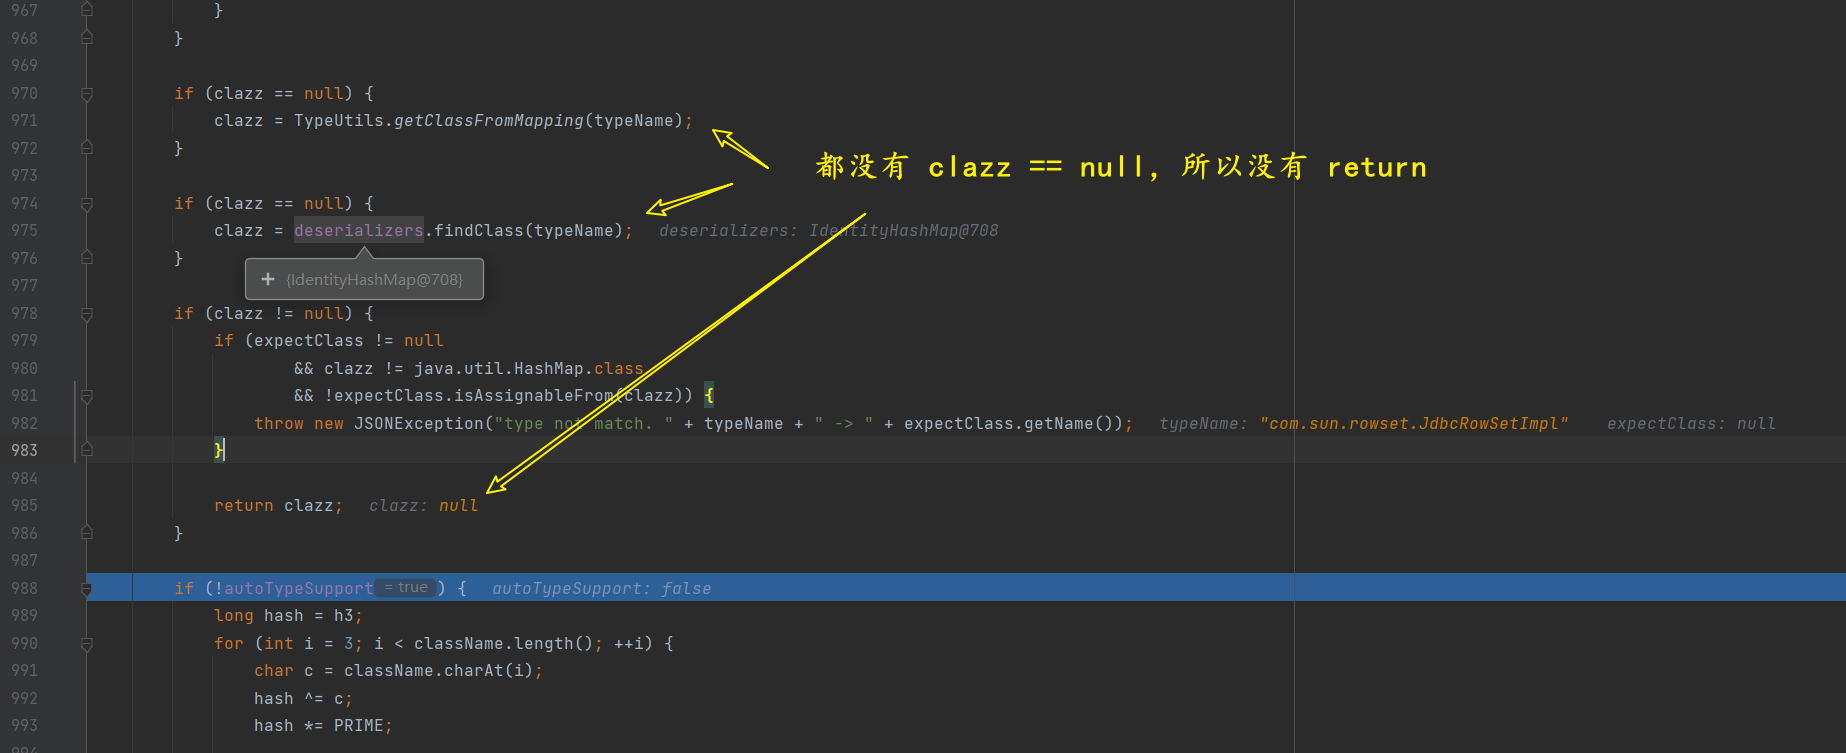 967 }
968 }
969
970 if (clazz == null) {
971 clazz = TypeUtils.getClassFromMapping(typeName);
972 }
973
974 if (clazz == null) {
975 clazz = deserializers.findClass(typeName); deserializers: IdentityHashMap@708
976 }
977
978 if (clazz != null) {
979 if (expectClass != null
980 && clazz != java.util.HashMap.class
981 && !expectClass.isAssignableFrom(clazz)) {
982 throw new JSONException("type not match. " + typeName + " -> " + expectClass.getName()); typeName: "com.sun.rowset.JdbcRowSetImpl" expectClass: null
983 }
984
985 return clazz; clazz: null
986 }
987
988 if (!autoTypeSupport = true ) { autoTypeSupport: false
989 long hash = h3;
990 for (int i = 3; i < className.length(); ++i) {
991 char c = className.charAt(i);
992 hash ^= c;
993 hash *= PRIME;
994
都没有 clazz == null, 所以没有 return
+ {IdentityHashMap@708}